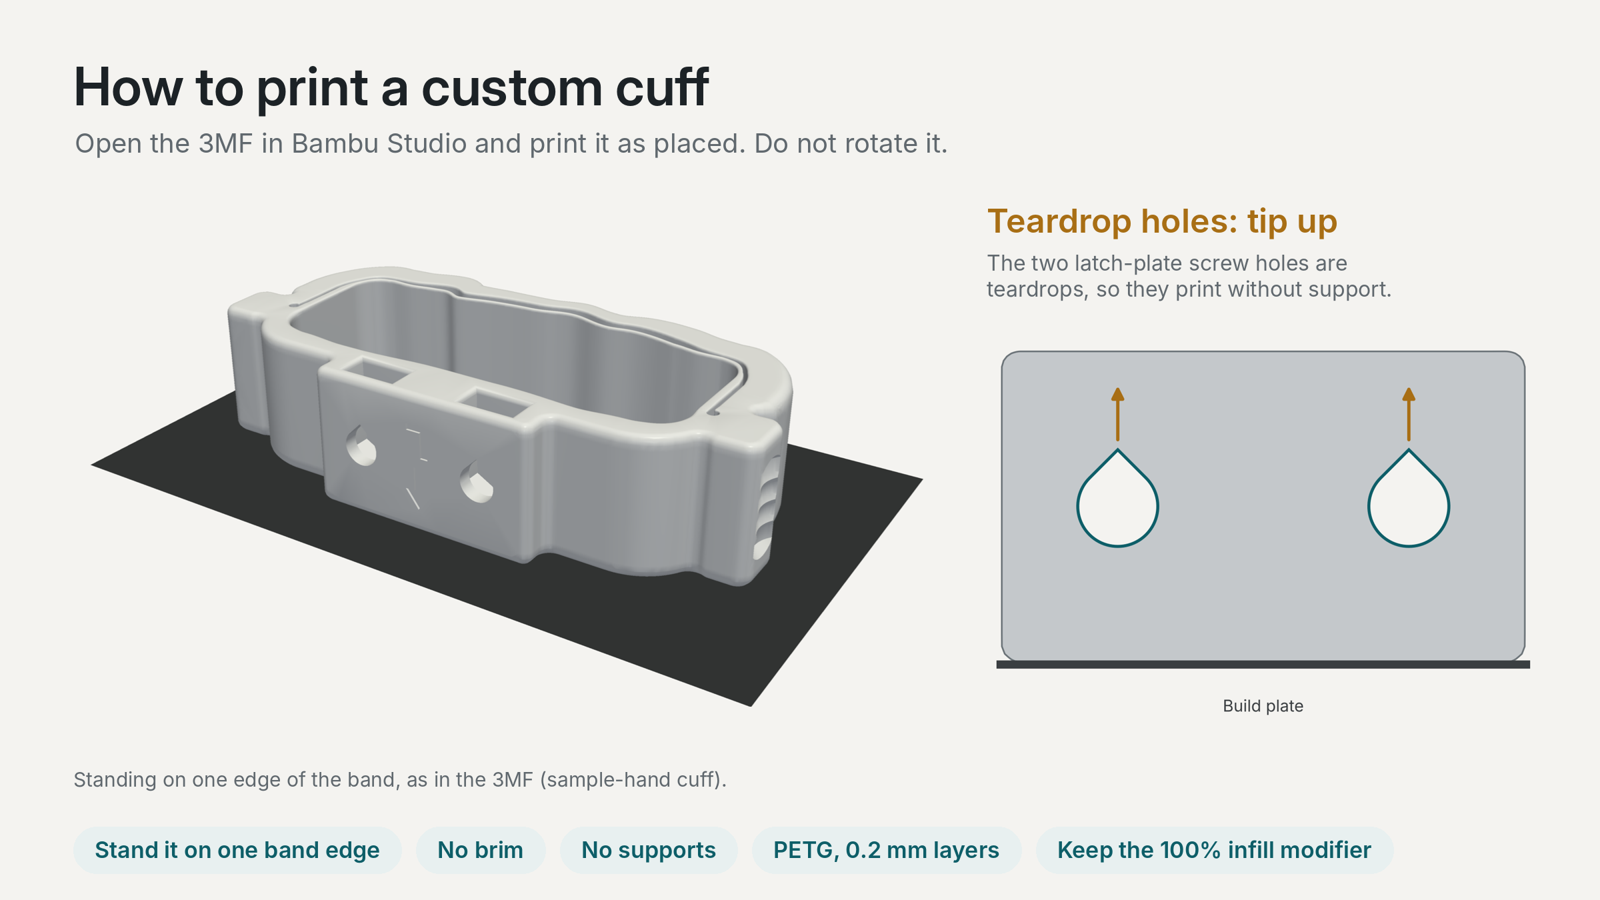 How to print a custom cuff
Open the 3MF in Bambu Studio and print it as placed. Do not rotate it.
Teardrop holes: tip up
The two latch-plate screw holes are
teardrops, so they print without support.
Build plate
Standing on one edge of the band, as in the 3MF (sample-hand cuff).
Stand it on one band edge
No brim
No supports
PETG, 0.2 mm layers
Keep the 100% infill modifier